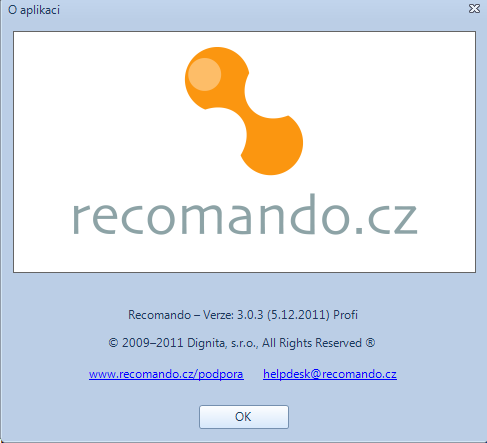 O aplikaci
recomando.cz
Recomando – Verze: 3.0.3 (5.12.2011) Profi
© 2009–2011 Dignita, s.r.o., All Rights Reserved ®
www.recomando.cz/podpora helpdesk@recomando.cz
OK